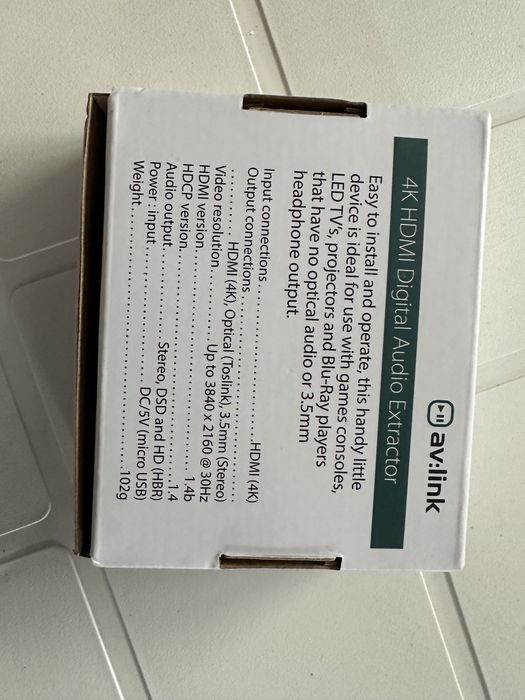 av:link
4K HDMI Digital Audio Extractor
Easy to install and operate, this handy little
device is ideal for use with games consoles,
LED TV's, projectors and Blu-Ray players
that have no optical audio or 3.5mm
headphone output.
Input connections.................................HDMI (4K)
Output connections...............................
............ HDMI (4K), Optical (Toslink), 3.5mm (Stereo)
Video resolution...............Up to 3840 x 2160 @ 30Hz
HDMI version.............................................1.4b
HDCP version..............................................1.4
Audio output.................. Stereo, DSD and HD (HBR)
Power : input........................DC/5V (micro USB)
Weight.....................................................102g